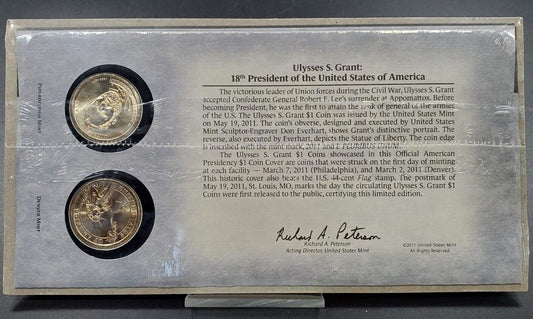 Ulysses S. Grant:
18th President of the United States of America
The victorious leader of Union forces during the Civil War, Ulysses S. Grant
accepted Confederate General Robert E. Lee's surrender at Appomattox. Before
becoming President, he was the first to attain the rank of general of the armies
of the U.S. The Ulysses S. Grant $1 Coin was issued by the United States Mint
on May 19, 2011. The coin's obverse, designed and executed by United States
Mint Sculptor-Engraver Don Everhart, shows Grant's distinctive portrait. The
reverse, also executed by Everhart, depicts the Statue of Liberty. The coin edge
is inscribed with the mint mark, 2011 and E PLURIBUS UNUM.
The Ulysses S. Grant $1 Coins showcased in this Official American
Presidency $1 Coin Cover are coins that were struck on the first day of minting
at each facility — March 7, 2011 (Philadelphia), and March 2, 2011 (Denver).
This historic cover also bears the U.S. 44-cent Flag stamp. The postmark of
May 19, 2011, St. Louis, MO, marks the day the circulating Ulysses S. Grant $1
Coins were first released to the public, certifying this limited edition.
Richard A. Peterson
Richard A. Peterson
Acting Director, United States Mint
©2011 United States Mint
All Rights Reserved
Philadelphia Mint
Denver Mint